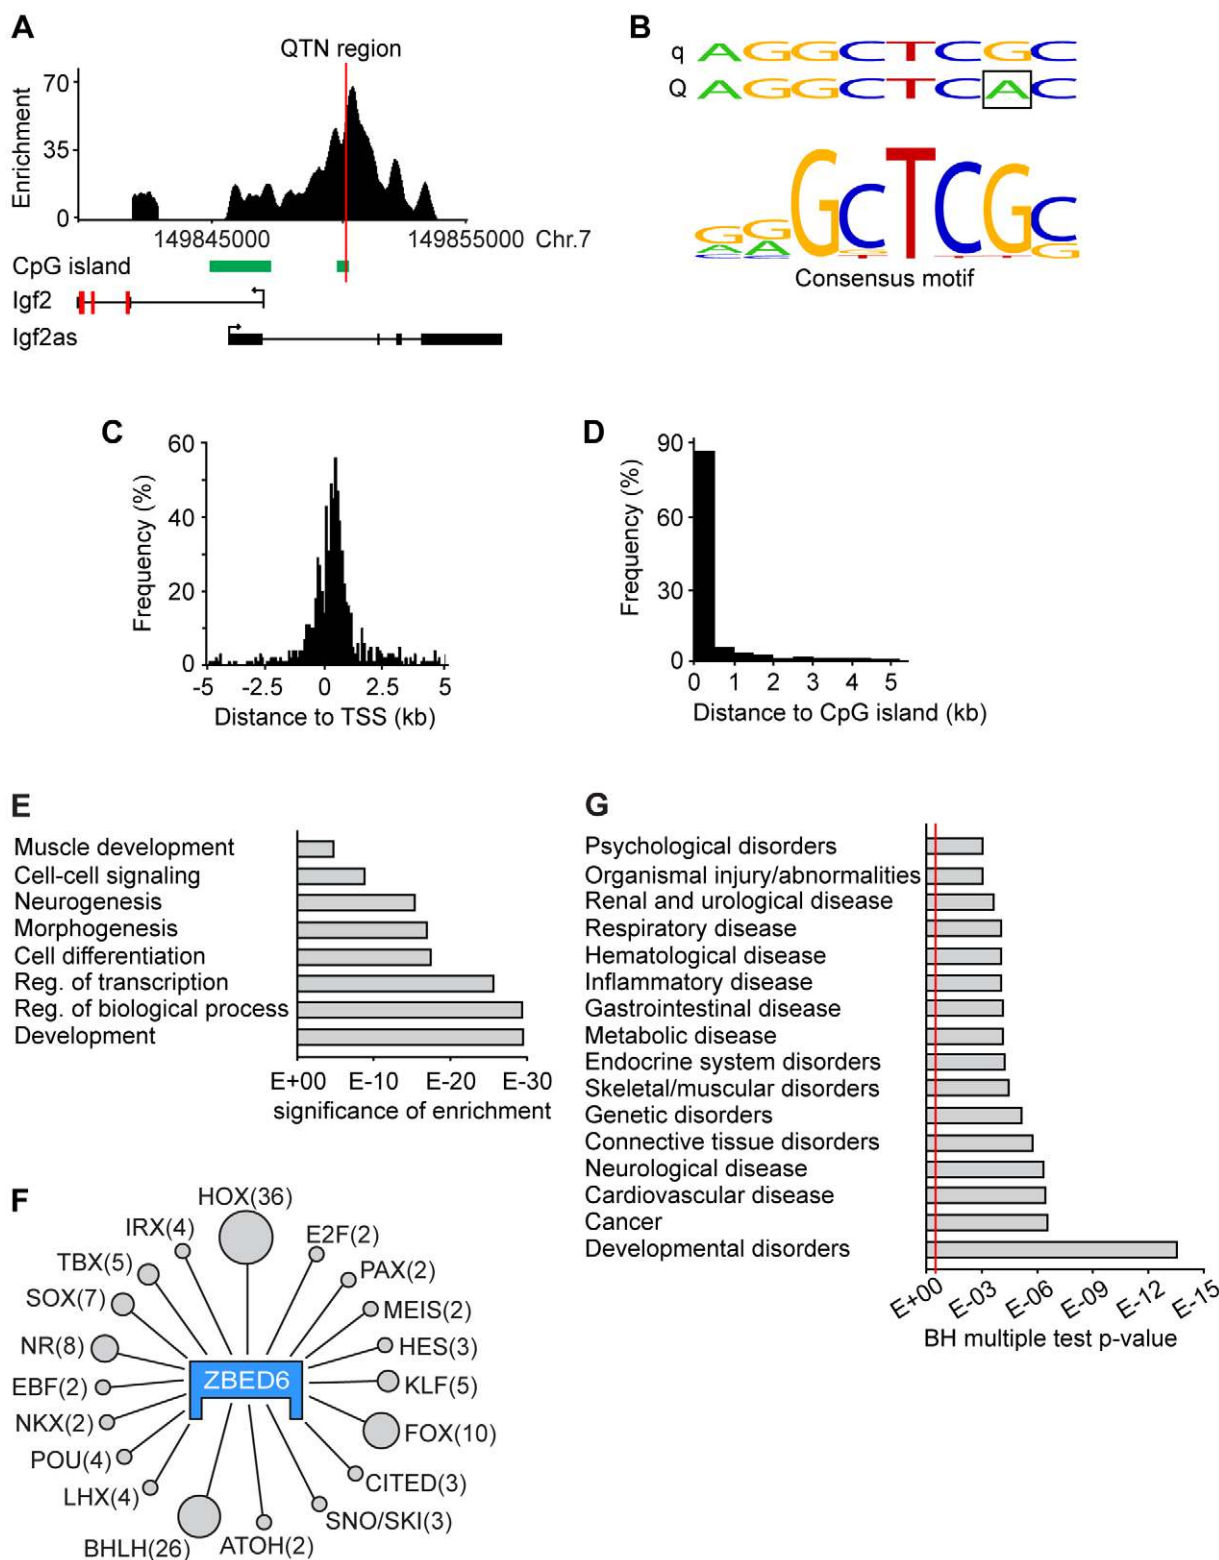 A
QTN region
Enrichment
70
35
0
149845000
149855000 Chr.7
CpG island
Igf2
Igf2as
B
q AGGCTCGC
Q AGGCTCAC
GGGCTCGC
AACTTTTG
CC
Consensus motif
C
Frequency (%)
60
40
20
0
-5 -2.5 0 2.5 5
Distance to TSS (kb)
D
Frequency (%)
90
60
30
0
0 1 2 3 4 5
Distance to CpG island (kb)
E
Muscle development
Cell-cell signaling
Neurogenesis
Morphogenesis
Cell differentiation
Reg. of transcription
Reg. of biological process
Development
E+00 E-10 E-20 E-30
significance of enrichment
F
HOX(36)
IRX(4)
E2F(2)
TBX(5)
PAX(2)
SOX(7)
MEIS(2)
NR(8)
HES(3)
ZBED6
EBF(2)
KLF(5)
NKX(2)
FOX(10)
POU(4)
CITED(3)
LHX(4)
SNO/SKI(3)
BHLH(26)
ATOH(2)
G
Psychological disorders
Organismal injury/abnormalities
Renal and urological disease
Respiratory disease
Hematological disease
Inflammatory disease
Gastrointestinal disease
Metabolic disease
Endocrine system disorders
Skeletal/muscular disorders
Genetic disorders
Connective tissue disorders
Neurological disease
Cardiovascular disease
Cancer
Developmental disorders
E+00 E-03 E-06 E-09 E-12 E-15
BH multiple test p-value